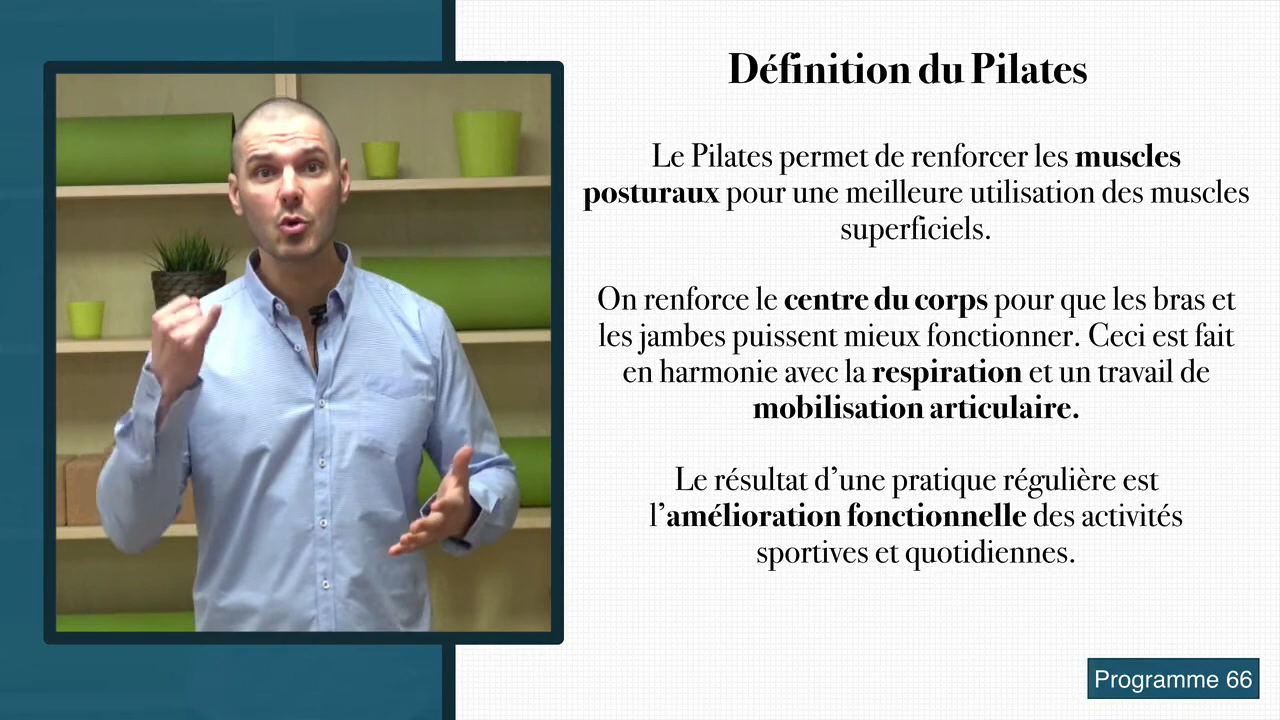 Définition du Pilates
Le Pilates permet de renforcer les muscles
posturaux pour une meilleure utilisation des muscles
superficiels.
On renforce le centre du corps pour que les bras et
les jambes puissent mieux fonctionner. Ceci est fait
en harmonie avec la respiration et un travail de
mobilisation articulaire.
Le résultat d’une pratique régulière est
l’amélioration fonctionnelle des activités
sportives et quotidiennes.
Programme 66